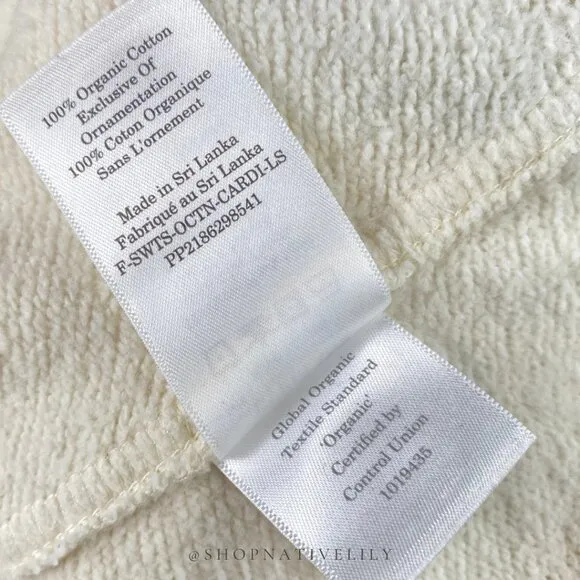 100% Organic Cotton
Exclusive Of
Ornamentation
100% Coton Organique
Sans L'ornement
Made in Sri Lanka
Fabriqué au Sri Lanka
F-SWTS-OCTN-CARDI-LS
PP2186298541
Global Organic
Textile Standard
'Organic'
Certified by
Control Union
1019435
@SHOPNATIVELILY